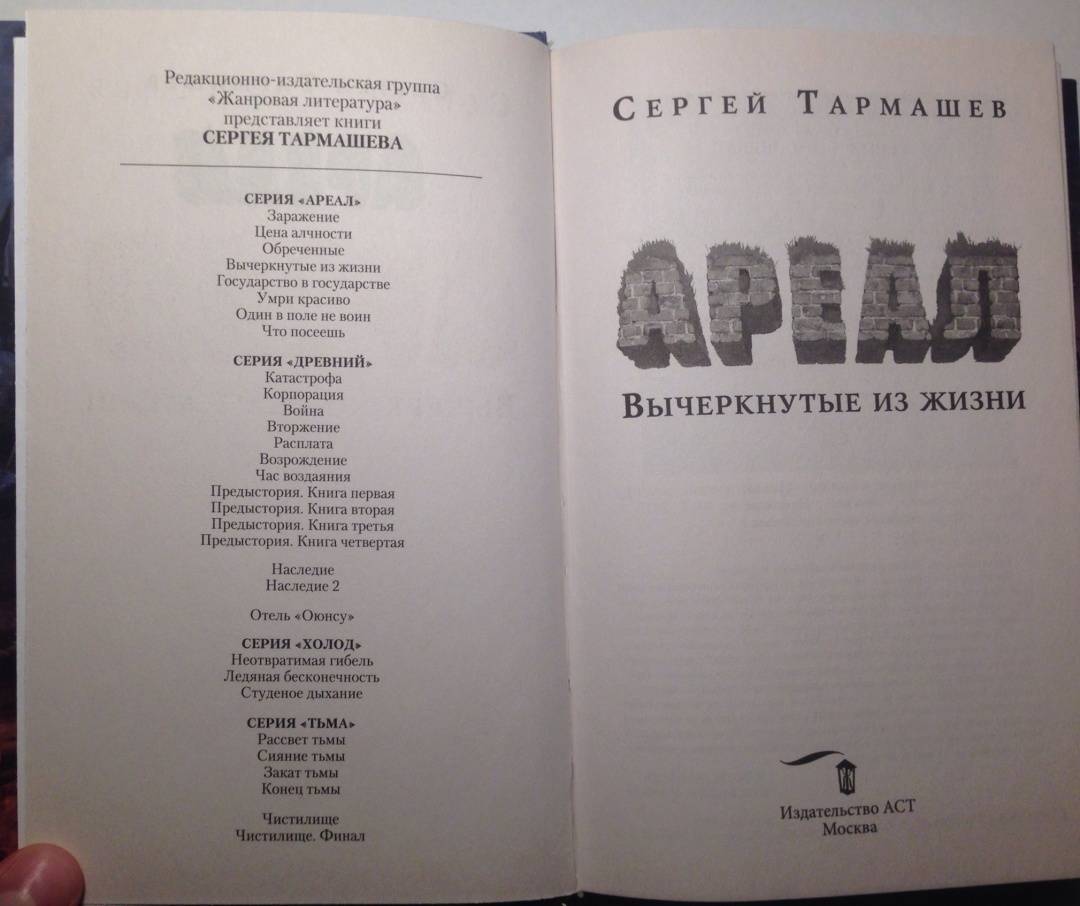 Редакционно-издательская группа
«Жанровая литература»
представляет книги
СЕРГЕЯ ТАРМАШЕВА
СЕРИЯ «АРЕАЛ»
Заражение
Цена алчности
Обреченные
Вычеркнутые из жизни
Государство в государстве
Умри красиво
Один в поле не воин
Что посеешь
СЕРИЯ «ДРЕВНИЙ»
Катастрофа
Корпорация
Война
Вторжение
Расплата
Возрождение
Час воздаяния
Предыстория. Книга первая
Предыстория. Книга вторая
Предыстория. Книга третья
Предыстория. Книга четвертая
Наследие
Наследие 2
Отель «Оюнсу»
СЕРИЯ «ХОЛОД»
Неотвратимая гибель
Ледяная бесконечность
Студеное дыхание
СЕРИЯ «ТЬМА»
Рассвет тьмы
Сияние тьмы
Закат тьмы
Конец тьмы
Чистилище
Чистилище. Финал
СЕРГЕЙ ТАРМАШЕВ
АРЕАЛ
ВЫЧЕРКНУТЫЕ ИЗ ЖИЗНИ
Издательство АСТ
Москва